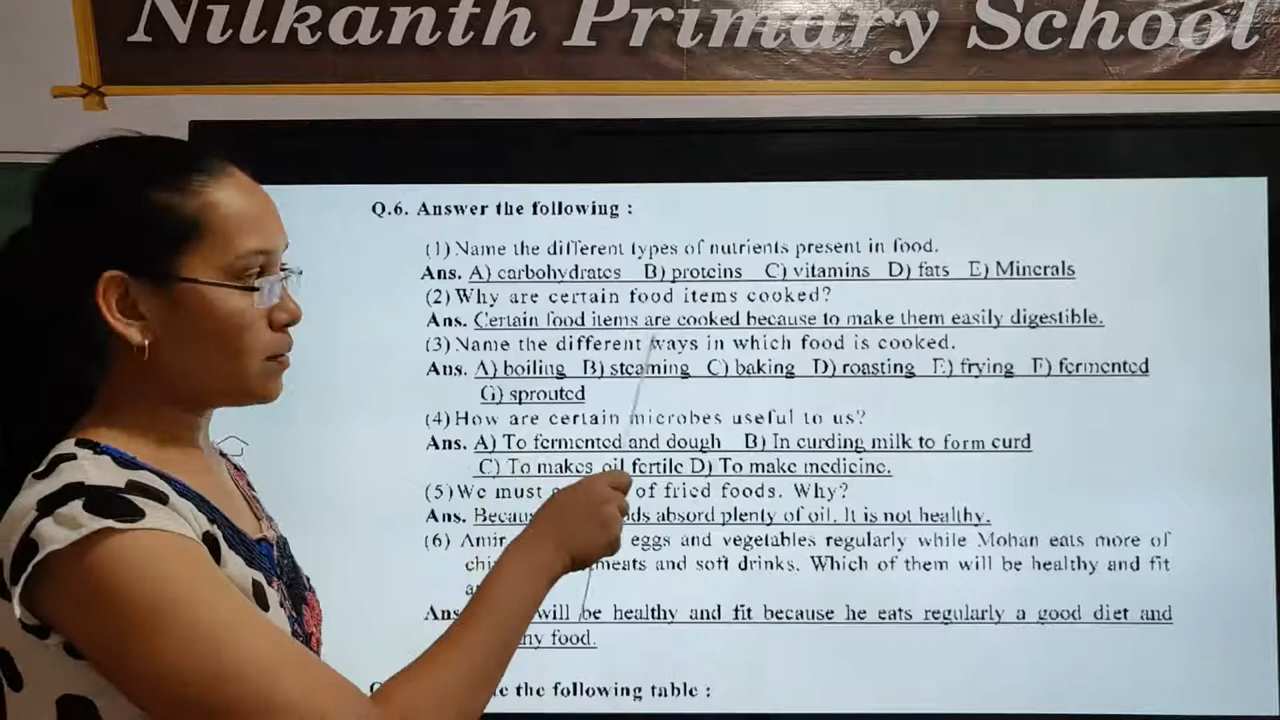 Nilkanth Primary School
Q.6. Answer the following :
(1) Name the different types of nutrients present in food.
Ans. A) carbohydrates B) proteins C) vitamins D) fats E) Minerals
(2) Why are certain food items cooked?
Ans. Certain food items are cooked because to make them easily digestible.
(3) Name the different ways in which food is cooked.
Ans. A) boiling B) steaming C) baking D) roasting E) frying F) fermented
G) sprouted
(4) How are certain microbes useful to us?
Ans. A) To fermented and dough B) In curding milk to form curd
C) To makes oil fertile D) To make medicine.
(5) We must of fried foods. Why?
Ans. plenty of oil. It is not healthy.
absord
(6) Amir eggs and vegetables regularly while Mohan eats more of
meats and soft drinks. Which of them will be healthy and fit
Ans will be healthy and fit because he eats regularly a good diet and
food.
the following table :